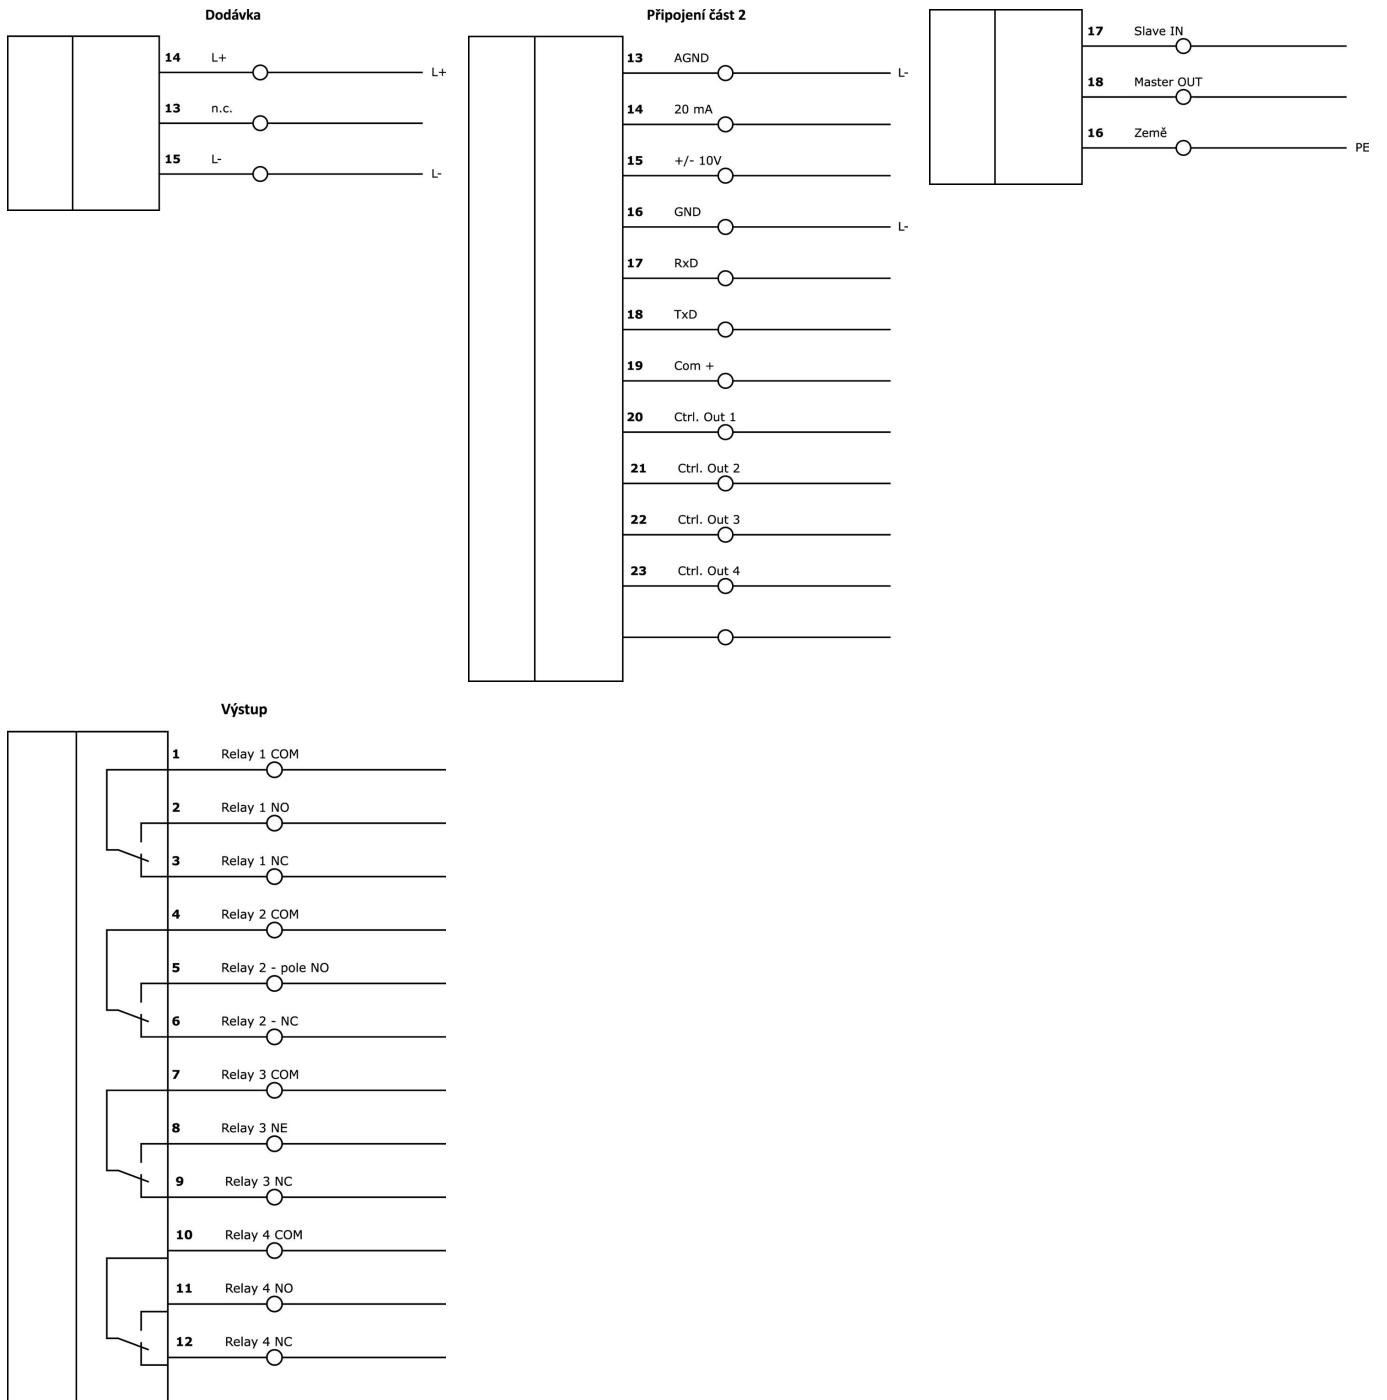 Dodávka
14 L+
L+
13 n.c.
15 L-
L-
Připojení část 2
13 AGND
L-
14 20 mA
15 +/- 10V
16 GND
L-
17 RxD
18 TxD
19 Com +
20 Ctrl. Out 1
21 Ctrl. Out 2
22 Ctrl. Out 3
23 Ctrl. Out 4
17 Slave IN
18 Master OUT
16 Země
PE
Výstup
1 Relay 1 COM
2 Relay 1 NO
3 Relay 1 NC
4 Relay 2 COM
5 Relay 2 - pole NO
6 Relay 2 - NC
7 Relay 3 COM
8 Relay 3 NE
9 Relay 3 NC
10 Relay 4 COM
11 Relay 4 NO
12 Relay 4 NC